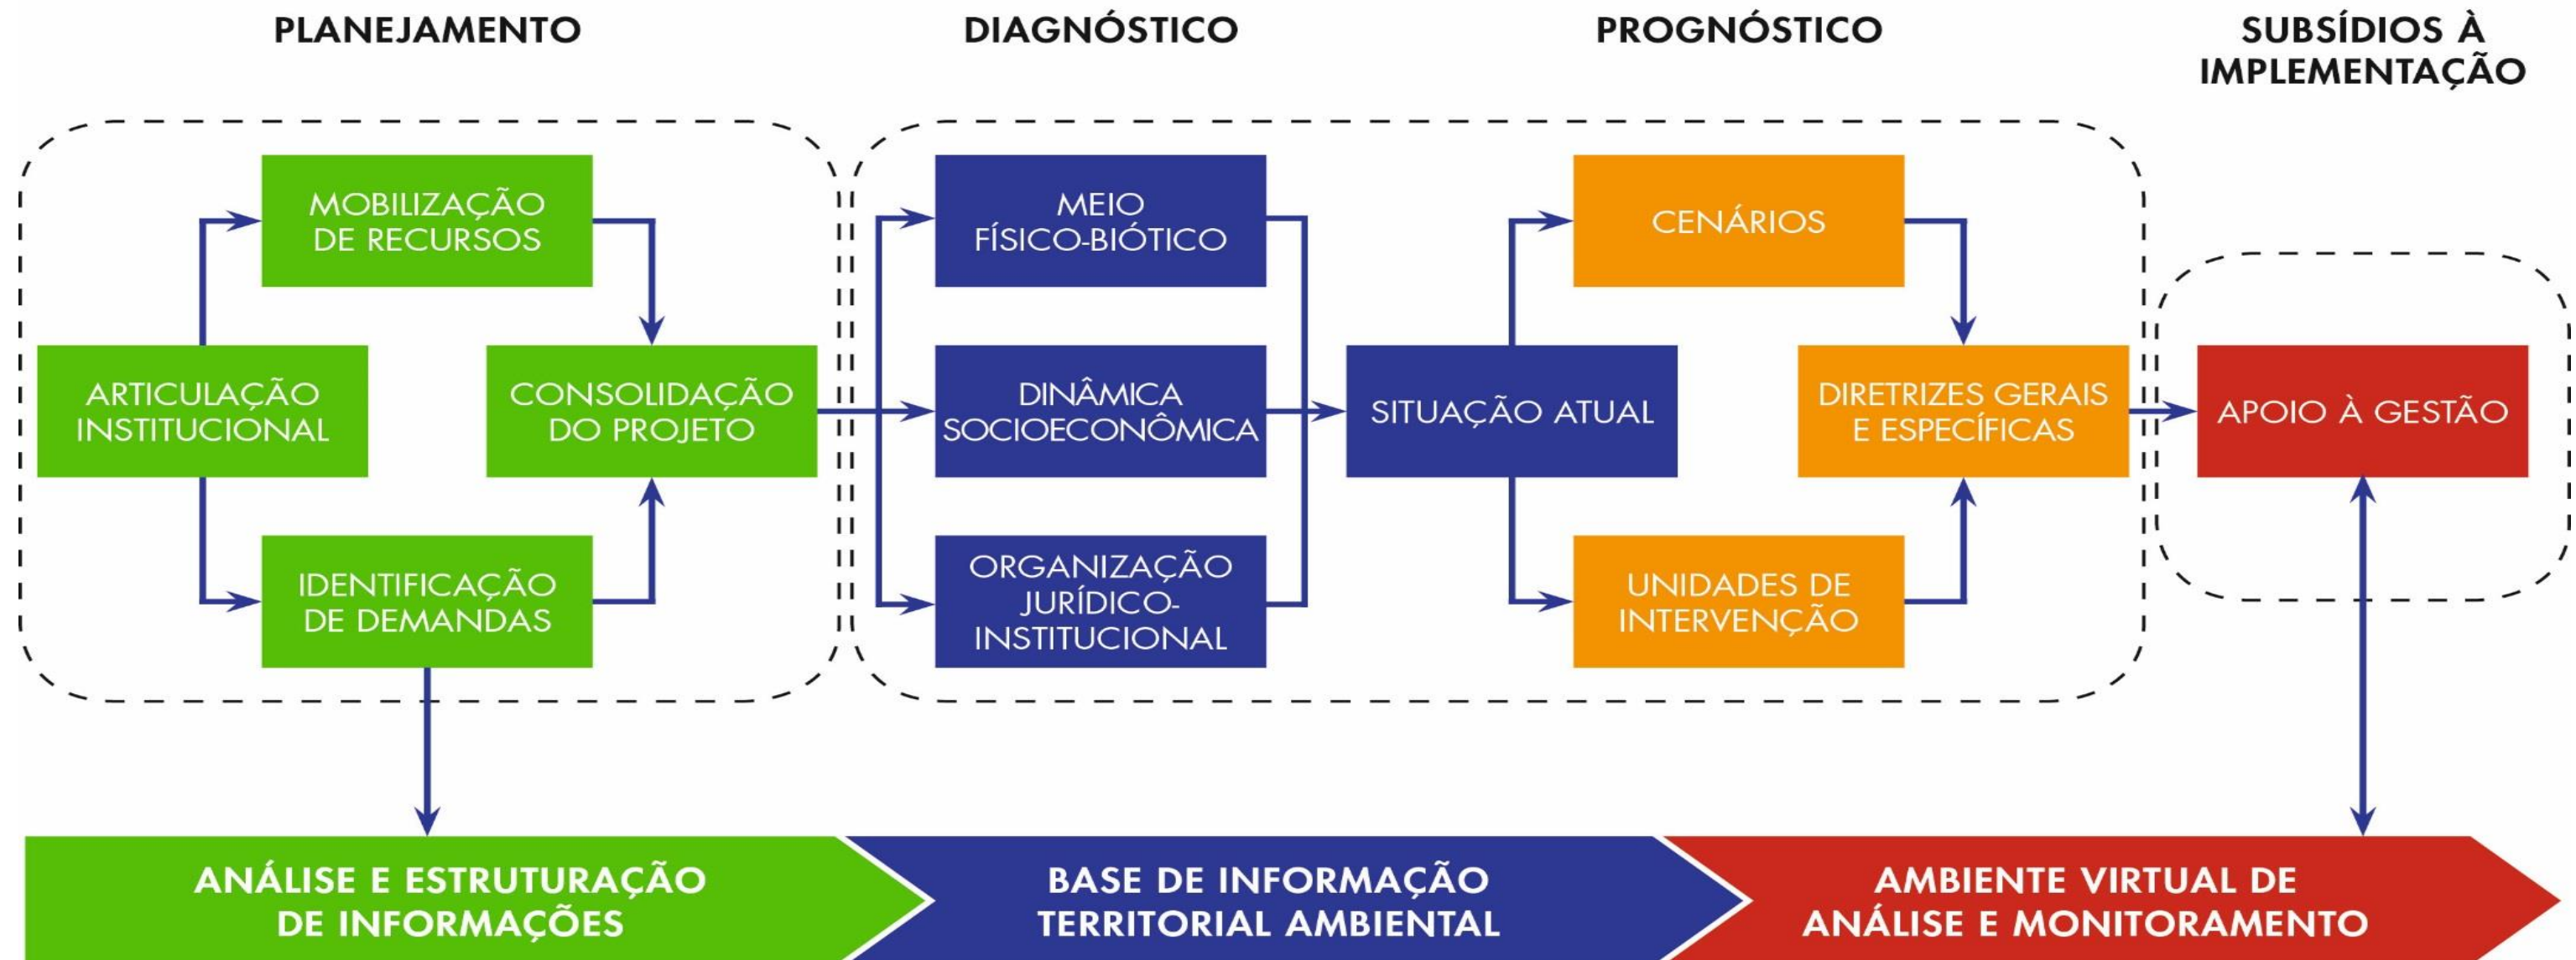 PLANEJAMENTO
DIAGNÓSTICO
PROGNÓSTICO
SUBSÍDIOS À
IMPLEMENTAÇÃO
MOBILIZAÇÃO
DE RECURSOS
ARTICULAÇÃO
INSTITUCIONAL
CONSOLIDAÇÃO
DO PROJETO
IDENTIFICAÇÃO
DE DEMANDAS
MEIO
FÍSICO-BIÓTICO
DINÂMICA
SOCIOECONÔMICA
ORGANIZAÇÃO
JURÍDICO-
INSTITUCIONAL
SITUAÇÃO ATUAL
CENÁRIOS
DIRETRIZES GERAIS
E ESPECÍFICAS
UNIDADES DE
INTERVENÇÃO
APOIO À GESTÃO
ANÁLISE E ESTRUTURAÇÃO
DE INFORMAÇÕES
BASE DE INFORMAÇÃO
TERRITORIAL AMBIENTAL
AMBIENTE VIRTUAL DE
ANÁLISE E MONITORAMENTO